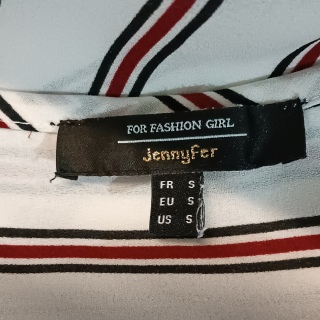 FOR FASHION GIRL
Jennyfer
FR S
EU S
US S